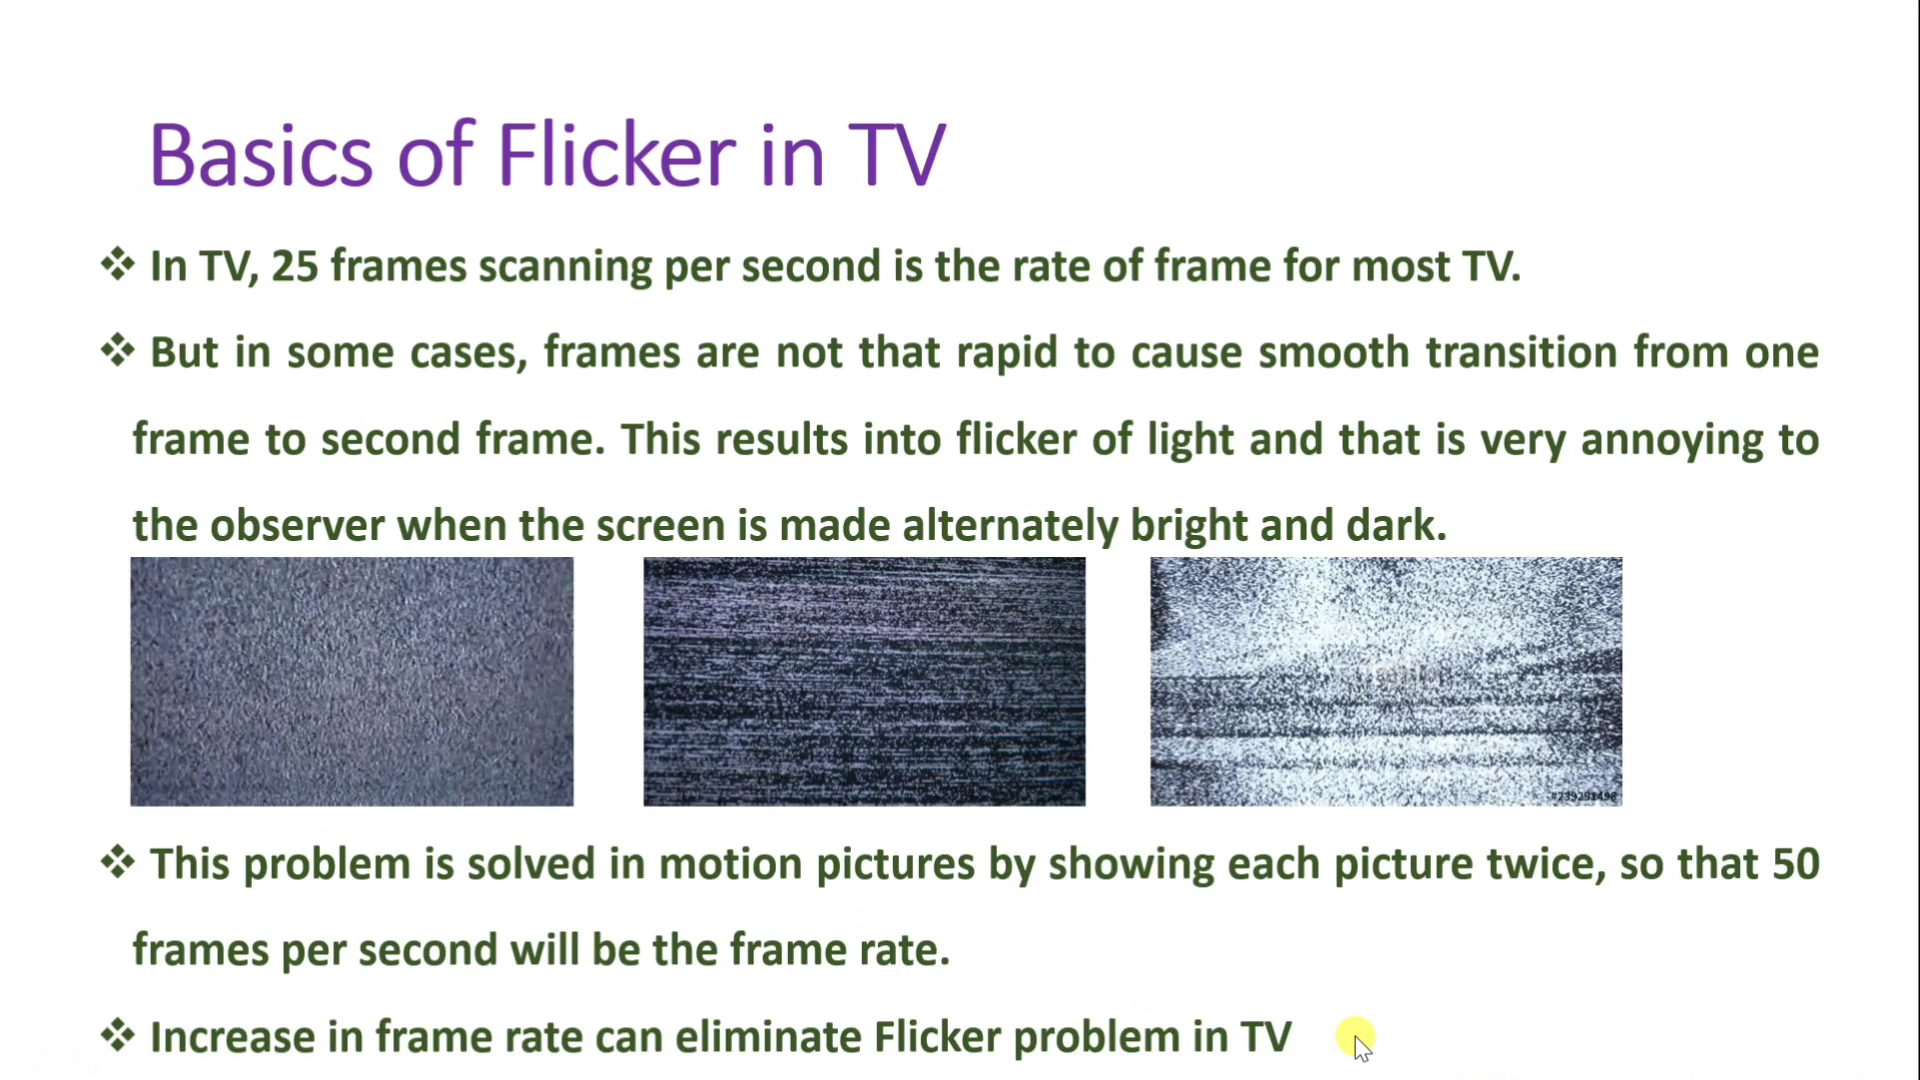 Basics of Flicker in TV
❖ In TV, 25 frames scanning per second is the rate of frame for most TV.
❖ But in some cases, frames are not that rapid to cause smooth transition from one
frame to second frame. This results into flicker of light and that is very annoying to
the observer when the screen is made alternately bright and dark.
❖ This problem is solved in motion pictures by showing each picture twice, so that 50
frames per second will be the frame rate.
❖ Increase in frame rate can eliminate Flicker problem in TV